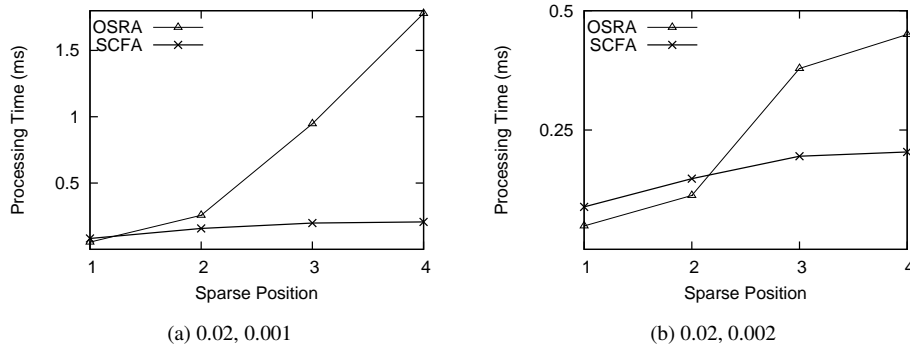 OSRA
SCFA
1.5
1
0.5
Processing Time (ms)
1 2 3 4
Sparse Position
(a) 0.02, 0.001
0.5
OSRA
SCFA
0.25
Processing Time (ms)
1 2 3 4
Sparse Position
(b) 0.02, 0.002